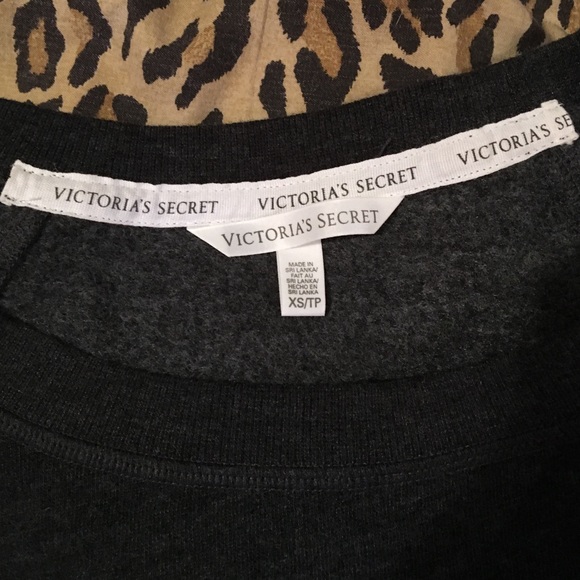 VICTORIA'S SECRET VICTORIA'S SECRET VICTORIA'S SE
VICTORIA'S SECRET
MADE IN
SRI LANKA/
FAIT AU
SRI LANKA/
HECHO EN
SRI LANKA
XS/TP